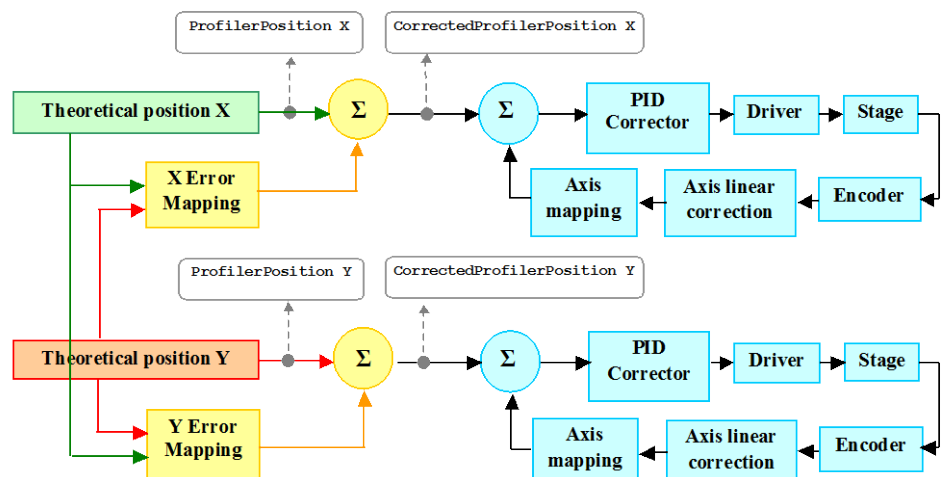 ProfilerPosition X
CorrectedProfilerPosition X
Theoretical position X
Σ
Σ
PID
Corrector
Driver
Stage
X Error
Mapping
Axis
mapping
Axis linear
correction
Encoder
ProfilerPosition Y
CorrectedProfilerPosition Y
Theoretical position Y
Σ
Σ
PID
Corrector
Driver
Stage
Y Error
Mapping
Axis
mapping
Axis linear
correction
Encoder